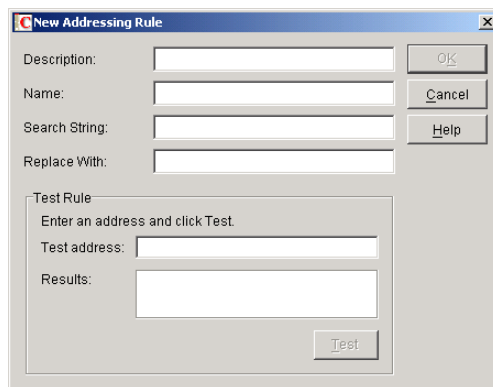 New Addressing Rule
Description:
OK
Name:
Cancel
Search String:
Help
Replace With:
Test Rule
Enter an address and click Test.
Test address:
Results:
Test